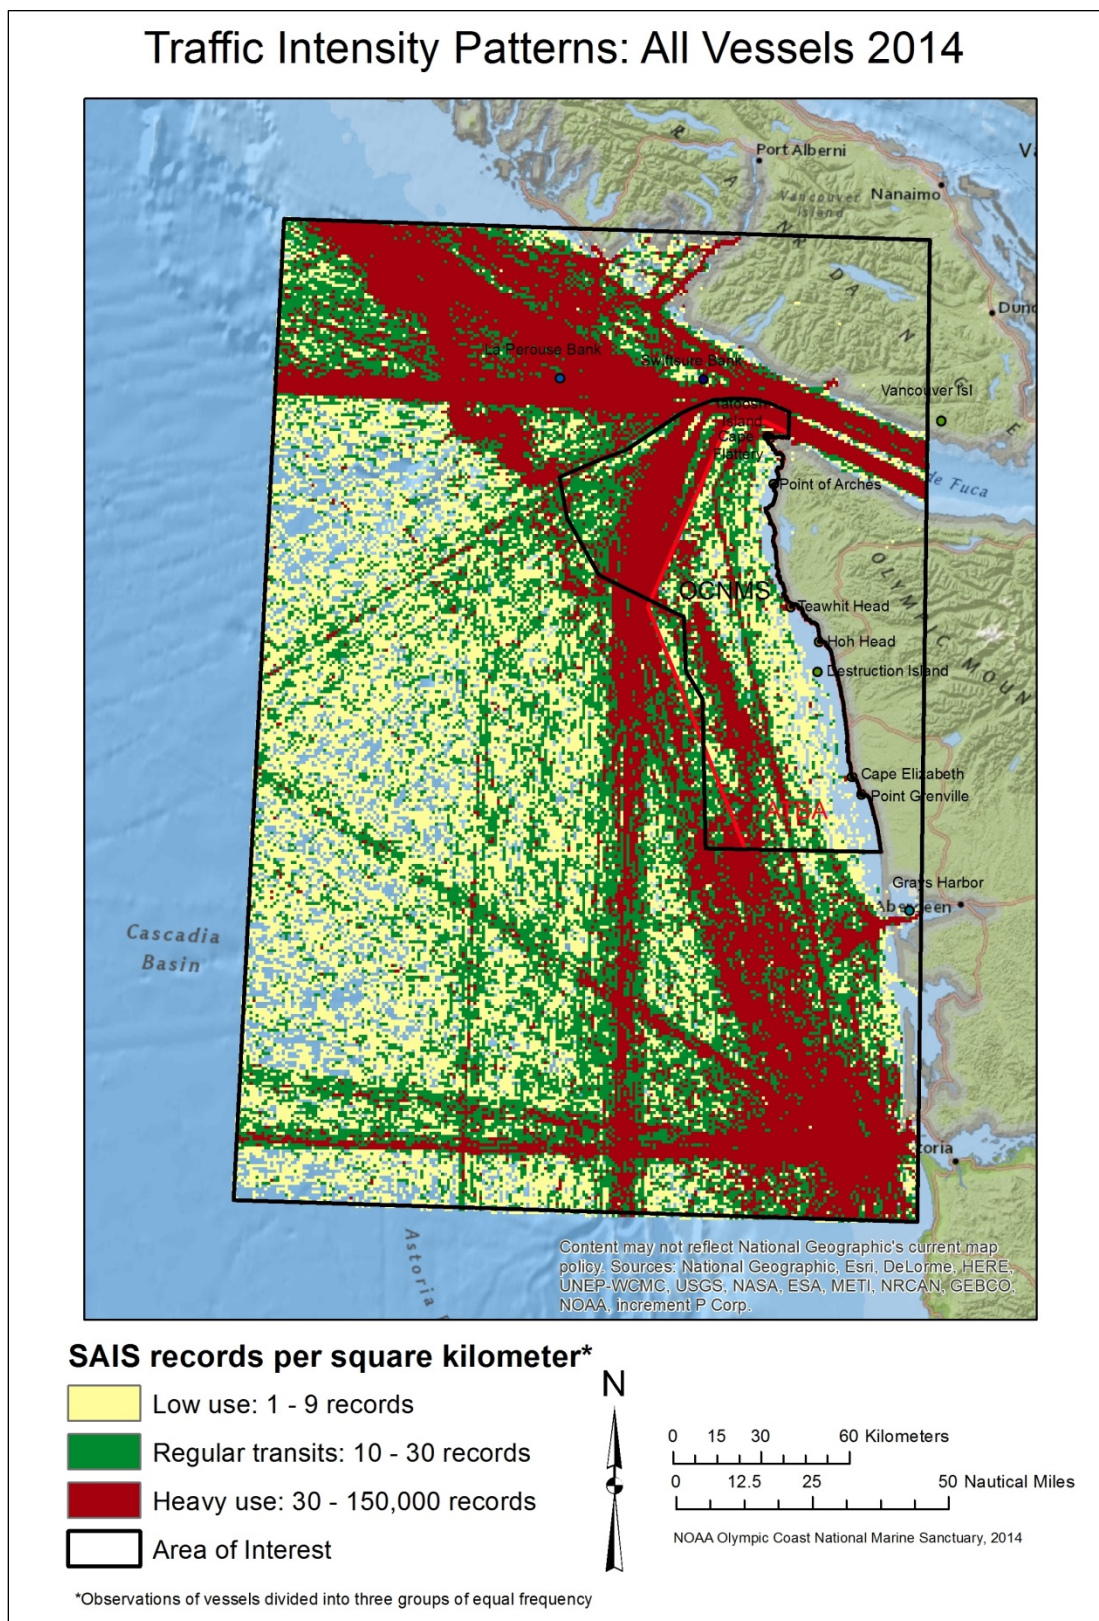 Traffic Intensity Patterns: All Vessels 2014
Port Alberni
Vancouver
Island
Nanaimo
R A N
D A N G E
La Perouse Bank
Swiftsure Bank
Vancouver Isl
Tatoosh
Island
Cape
Flattery
de Fuca
Point of Arches
OCNMS
Teawhit Head
Hoh Head
Destruction Island
OLYMPIC MOUN
Cape Elizabeth
Point Grenville
ATBA
Grays Harbor
Aberdeen
Cascadia
Basin
toria
Astoria
Content may not reflect National Geographic's current map
policy. Sources: National Geographic, Esri, DeLorme, HERE,
UNEP-WCMC, USGS, NASA, ESA, METI, NRCAN, GEBCO,
NOAA, increment P Corp.
SAIS records per square kilometer*
Low use: 1 - 9 records
Regular transits: 10 - 30 records
Heavy use: 30 - 150,000 records
Area of Interest
N
0 15 30 60 Kilometers
0 12.5 25 50 Nautical Miles
NOAA Olympic Coast National Marine Sanctuary, 2014
*Observations of vessels divided into three groups of equal frequency